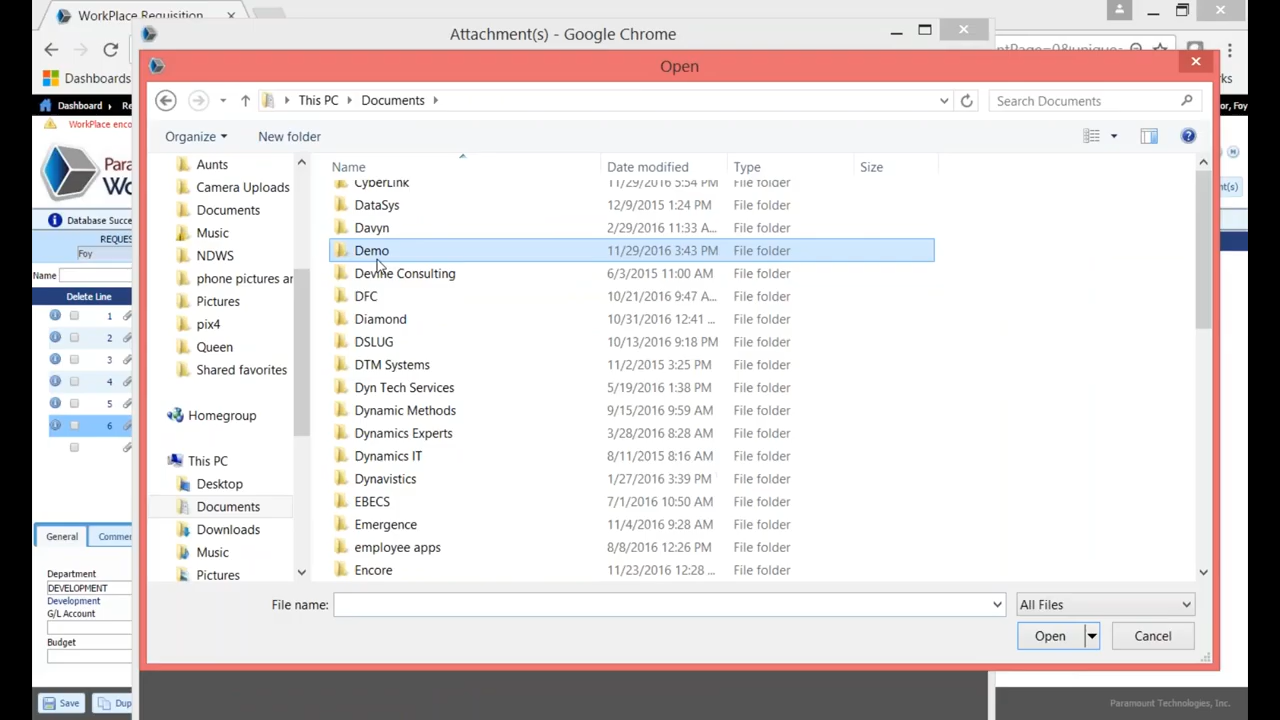 WorkPlace Requisition
Attachment(s) - Google Chrome
Open
Dashboards
This PC
Documents
Search Documents
Dashboard
Re
or, Foy
WorkPlace enco
Organize
New folder
Para
Wo
t(s)
Database Succe
REQUES
Foy
Name
Delete Line
1
2
3
4
5
6
Aunts
Camera Uploads
Documents
Music
NDWS
phone pictures ar
Pictures
pix4
Queen
Shared favorites
Homegroup
This PC
Desktop
Documents
Downloads
Music
Pictures
Name Date modified Type Size
CyberLink 11/29/2016 5:54 PM File folder
DataSys 12/9/2015 1:24 PM File folder
Davyn 2/29/2016 11:33 A... File folder
Demo 11/29/2016 3:43 PM File folder
Devine Consulting 6/3/2015 11:00 AM File folder
DFC 10/21/2016 9:47 A... File folder
Diamond 10/31/2016 12:41 ... File folder
DSLUG 10/13/2016 9:18 PM File folder
DTM Systems 11/2/2015 3:25 PM File folder
Dyn Tech Services 5/19/2016 1:38 PM File folder
Dynamic Methods 9/15/2016 9:59 AM File folder
Dynamics Experts 3/28/2016 8:28 AM File folder
Dynamics IT 8/11/2015 8:16 AM File folder
Dynavistics 1/27/2016 3:39 PM File folder
EBECS 7/1/2016 10:50 AM File folder
Emergence 11/4/2016 9:28 AM File folder
employee apps 8/8/2016 12:26 PM File folder
Encore 11/23/2016 12:28 ... File folder
General
Commer
Department
DEVELOPMENT
Development
G/L Account
Budget
File name:
All Files
Open
Cancel
Save
Dup
Paramount Technologies, Inc.